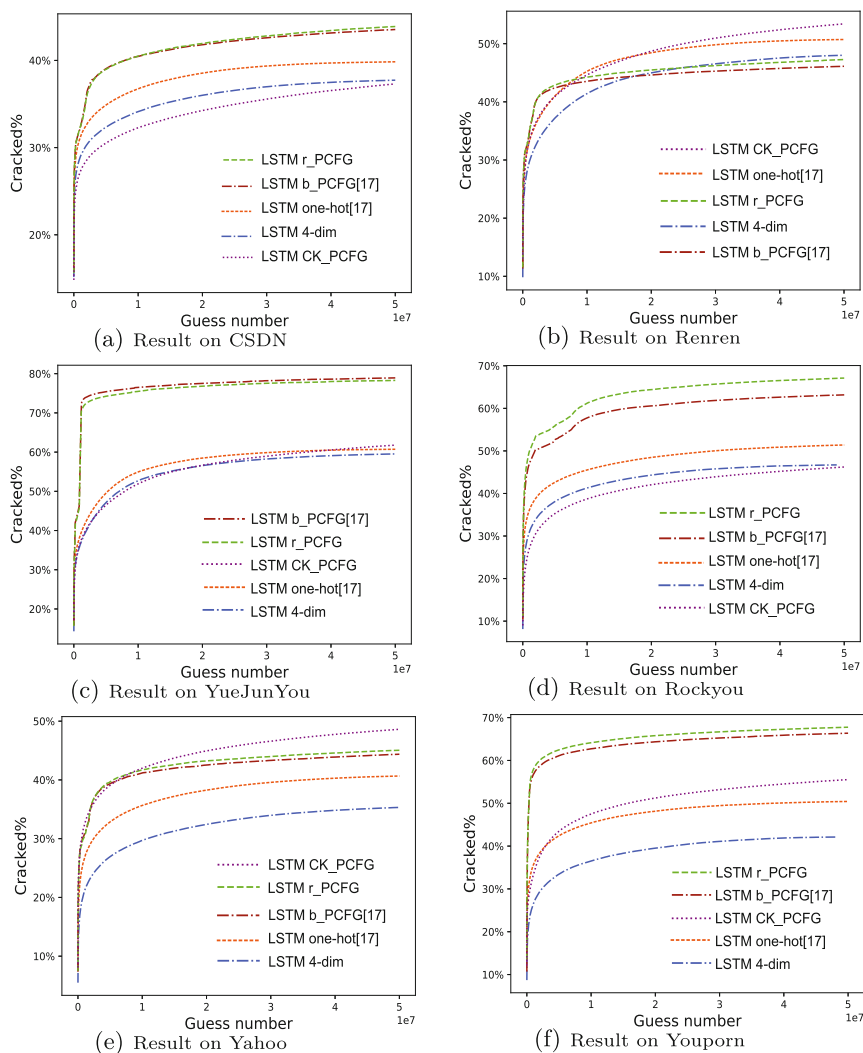 Cracked%
40%
30%
20%
LSTM r_PCFG
LSTM b_PCFG[17]
LSTM one-hot[17]
LSTM 4-dim
LSTM CK_PCFG
0 1 2 3 4 5
Guess number 1e7
(a) Result on CSDN
Cracked%
50%
40%
30%
20%
10%
LSTM CK_PCFG
LSTM one-hot[17]
LSTM r_PCFG
LSTM 4-dim
LSTM b_PCFG[17]
0 1 2 3 4 5
Guess number 1e7
(b) Result on Renren
Cracked%
80%
70%
60%
50%
40%
30%
20%
LSTM b_PCFG[17]
LSTM r_PCFG
LSTM CK_PCFG
LSTM one-hot[17]
LSTM 4-dim
0 1 2 3 4 5
Guess number 1e7
(c) Result on YueJunYou
Cracked%
70%
60%
50%
40%
30%
20%
10%
LSTM r_PCFG
LSTM b_PCFG[17]
LSTM one-hot[17]
LSTM 4-dim
LSTM CK_PCFG
0 1 2 3 4 5
Guess number 1e7
(d) Result on Rockyou
Cracked%
50%
40%
30%
20%
10%
LSTM CK_PCFG
LSTM r_PCFG
LSTM b_PCFG[17]
LSTM one-hot[17]
LSTM 4-dim
0 1 2 3 4 5
Guess number 1e7
(e) Result on Yahoo
Cracked%
70%
60%
50%
40%
30%
20%
10%
LSTM r_PCFG
LSTM b_PCFG[17]
LSTM CK_PCFG
LSTM one-hot[17]
LSTM 4-dim
0 1 2 3 4 5
Guess number 1e7
(f) Result on Youporn